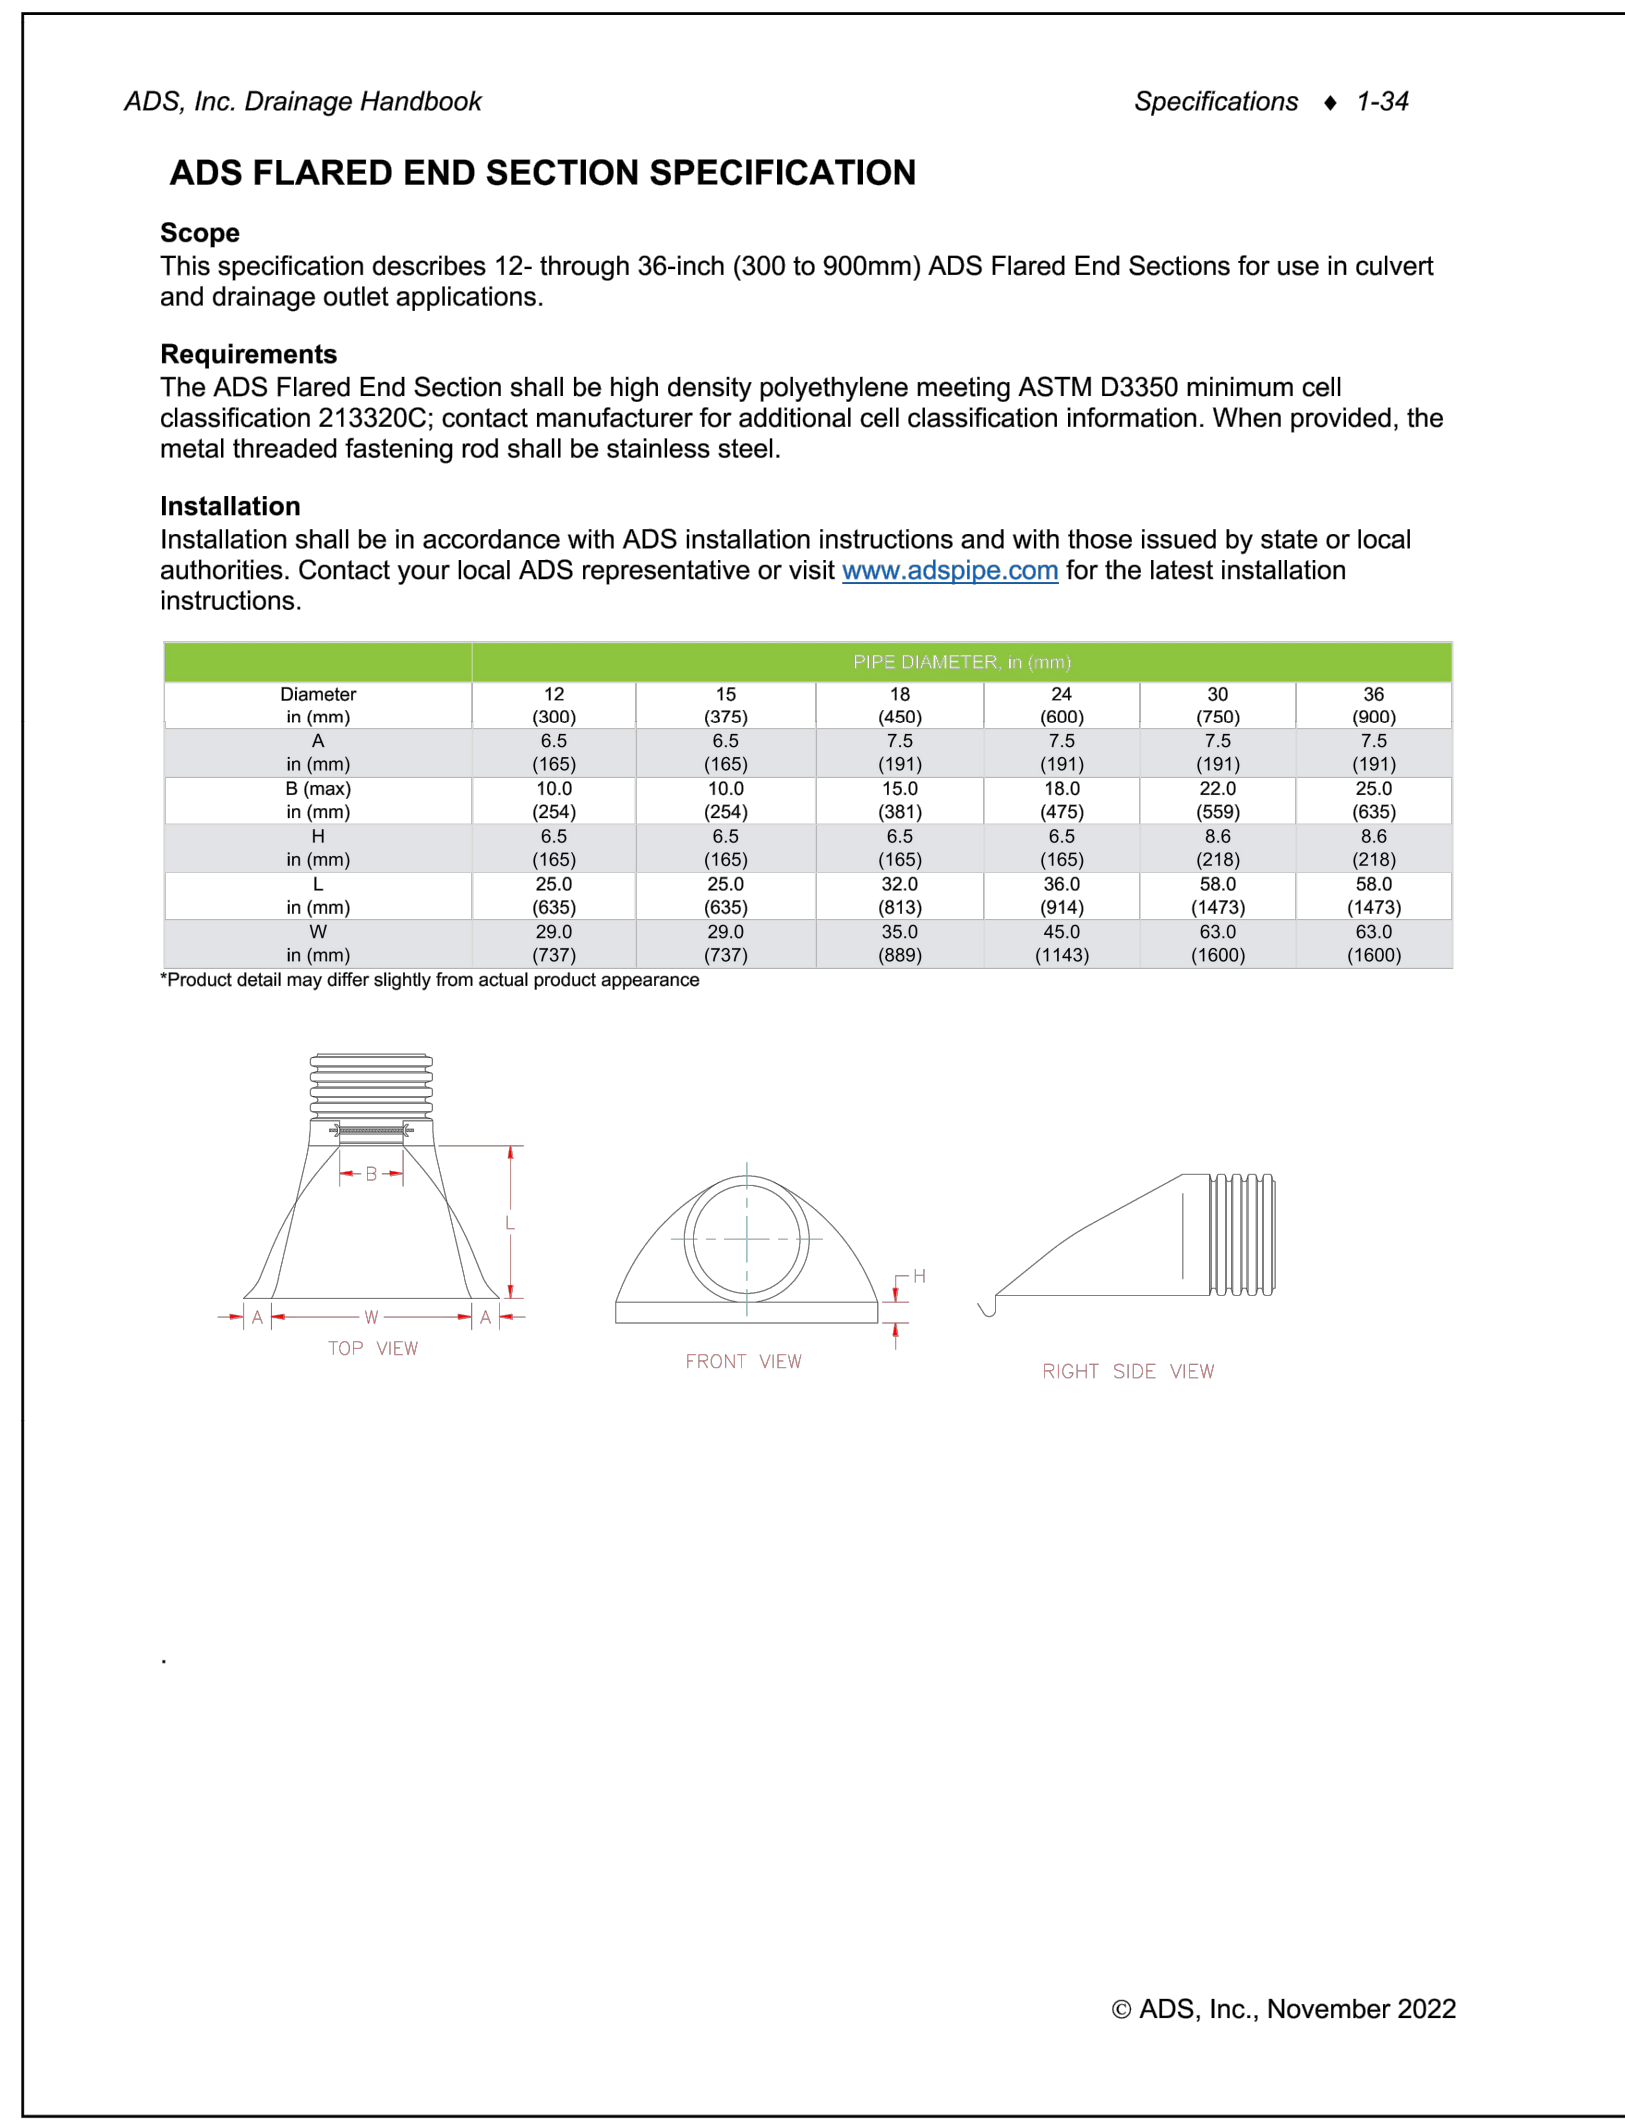 ADS, Inc. Drainage Handbook Specifications ♦ 1-34
ADS FLARED END SECTION SPECIFICATION
Scope
This specification describes 12- through 36-inch (300 to 900mm) ADS Flared End Sections for use in culvert
and drainage outlet applications.
Requirements
The ADS Flared End Section shall be high density polyethylene meeting ASTM D3350 minimum cell
classification 213320C; contact manufacturer for additional cell classification information. When provided, the
metal threaded fastening rod shall be stainless steel.
Installation
Installation shall be in accordance with ADS installation instructions and with those issued by state or local
authorities. Contact your local ADS representative or visit www.adspipe.com for the latest installation
instructions.
PIPE DIAMETER, in (mm)
Diameter 12 15 18 24 30 36
in (mm) (300) (375) (450) (600) (750) (900)
A 6.5 6.5 7.5 7.5 7.5 7.5
in (mm) (165) (165) (191) (191) (191) (191)
B (max) 10.0 10.0 15.0 18.0 22.0 25.0
in (mm) (254) (254) (381) (475) (559) (635)
H 6.5 6.5 6.5 6.5 8.6 8.6
in (mm) (165) (165) (165) (165) (218) (218)
L 25.0 25.0 32.0 36.0 58.0 58.0
in (mm) (635) (635) (813) (914) (1473) (1473)
W 29.0 29.0 35.0 45.0 63.0 63.0
in (mm) (737) (737) (889) (1143) (1600) (1600)
*Product detail may differ slightly from actual product appearance
B
L
A W A
TOP VIEW
H
FRONT VIEW
RIGHT SIDE VIEW
.
© ADS, Inc., November 2022